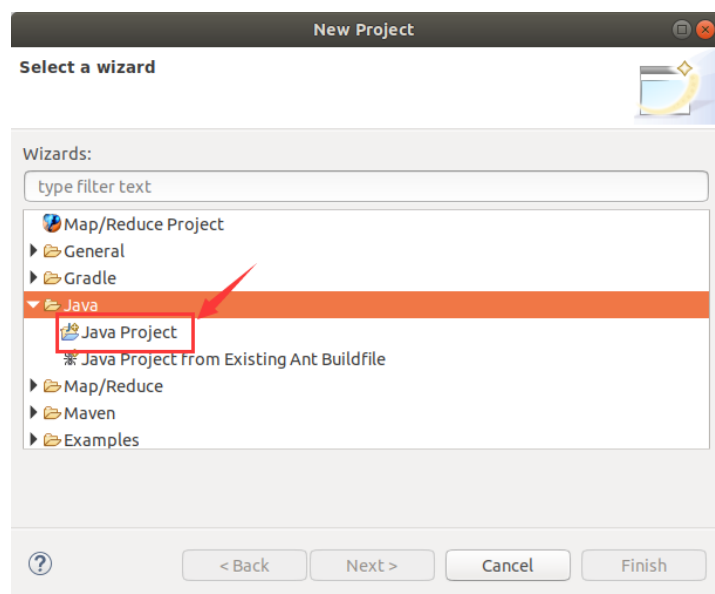 New Project
Select a wizard
Wizards:
type filter text
Map/Reduce Project
General
Gradle
Java
Java Project
Java Project from Existing Ant Buildfile
Map/Reduce
Maven
Examples
< Back Next > Cancel Finish